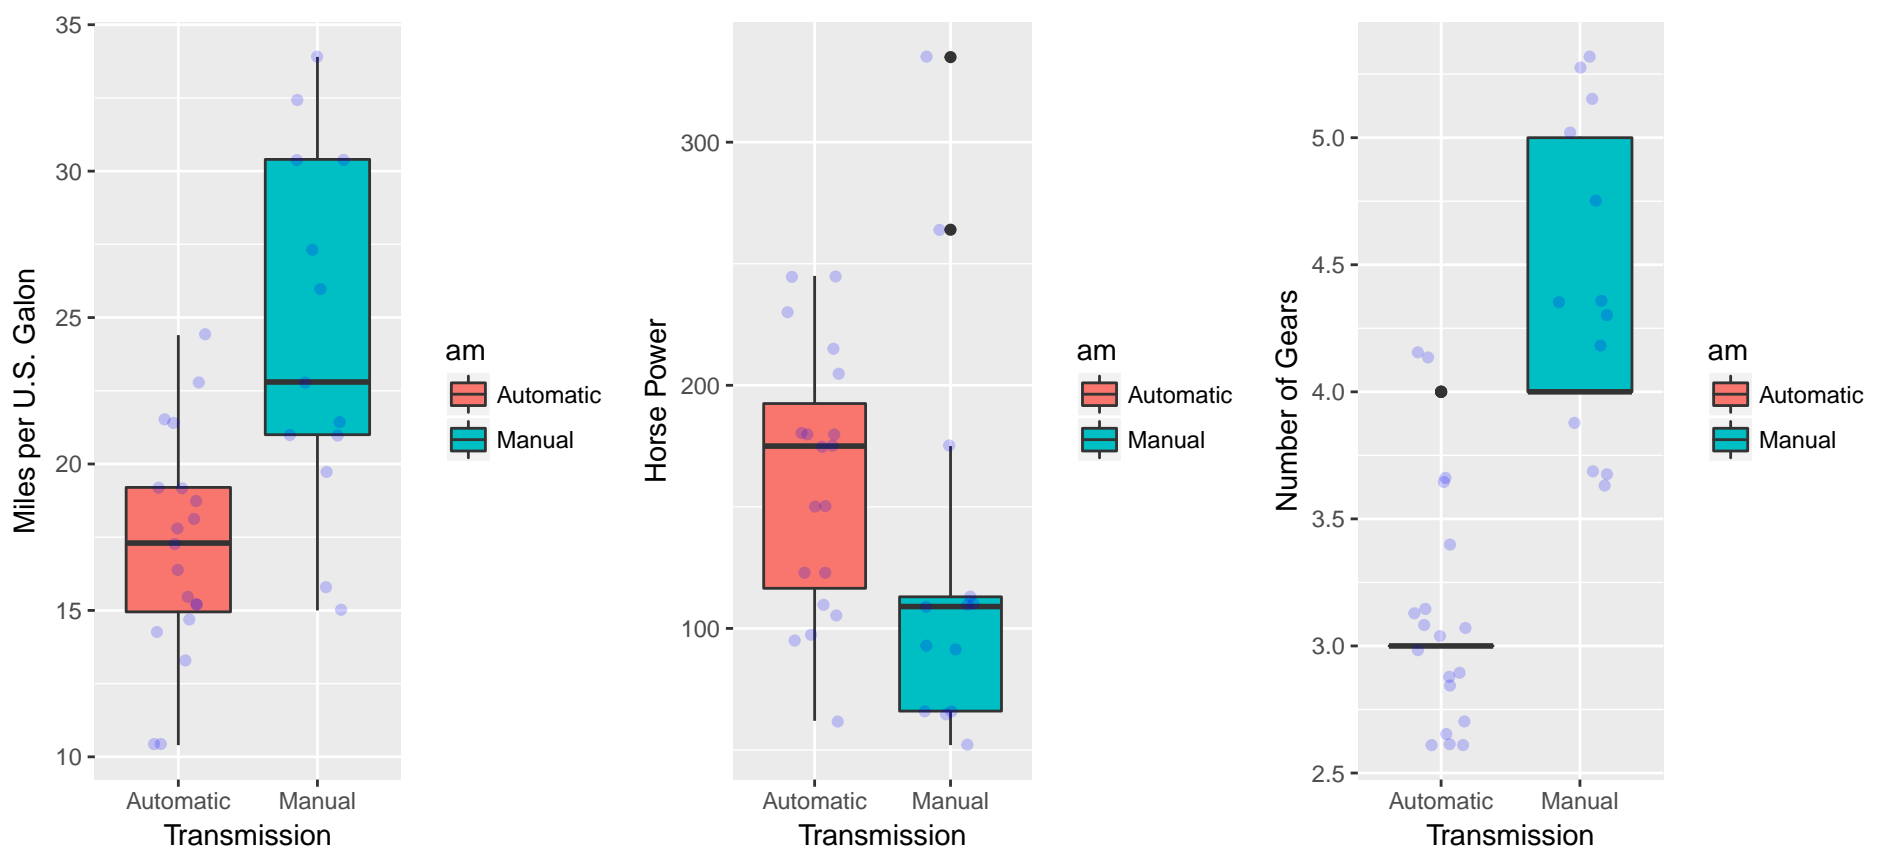 35
30
25
20
15
10
Miles per U.S. Galon
Automatic
Manual
Transmission
am
Automatic
Manual
300
200
100
Horse Power
Automatic
Manual
Transmission
am
Automatic
Manual
5.0
4.5
4.0
3.5
3.0
2.5
Number of Gears
Automatic
Manual
Transmission
am
Automatic
Manual